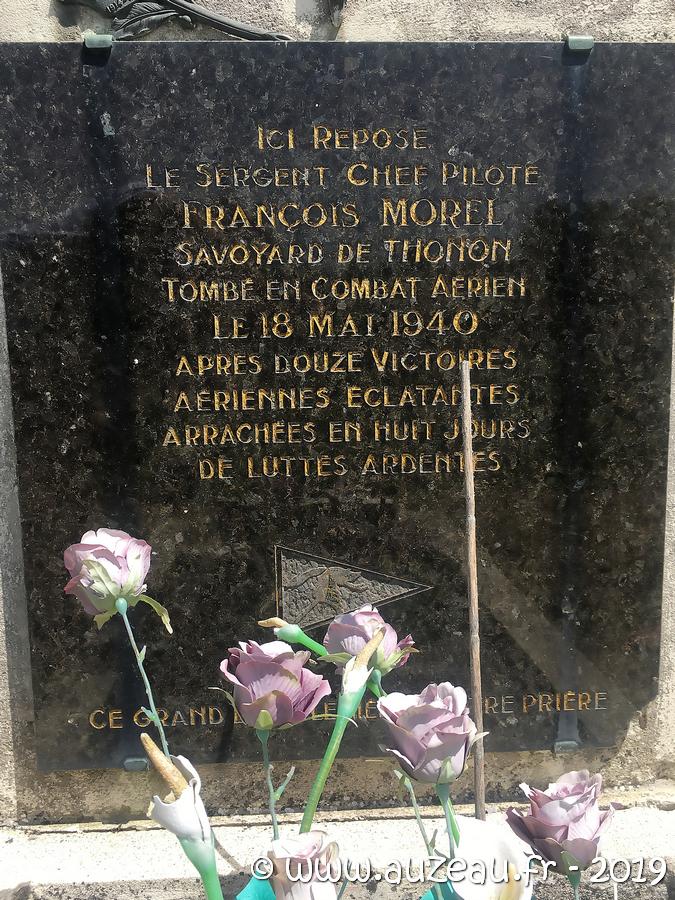 ICI REPOSE
LE SERGENT CHEF PILOTE
FRANÇOIS MOREL
SAVOYARD DE THONON
TOMBÉ EN COMBAT AÉRIEN
LE 18 MAI 1940
APRÈS DOUZE VICTOIRES
AÉRIENNES ÉCLATANTES
ARRACHÉES EN HUIT JOURS
DE LUTTES ARDENTES
CE GRAND PRIÈRE
© www.auzeau.fr - 2019